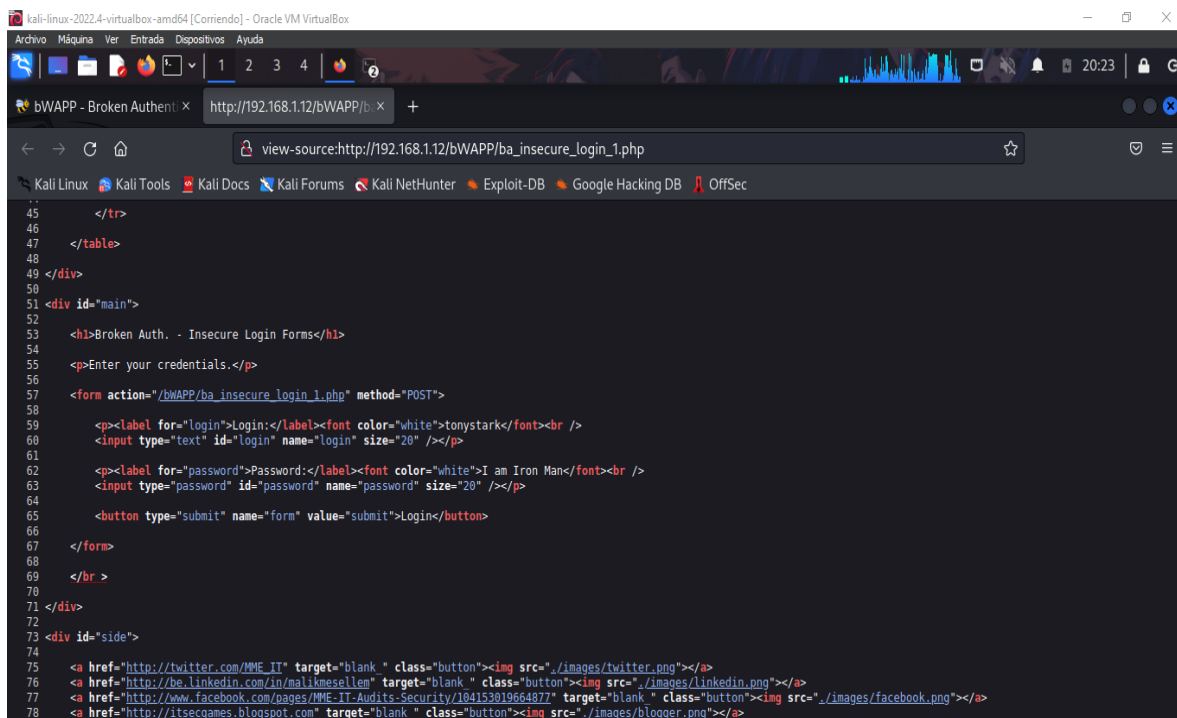 kali-linux-2022.4-virtualbox-amd64 [Corriendo] - Oracle VM VirtualBox
Archivo Máquina Ver Entrada Dispositivos Ayuda
1 2 3 4 20:23
bWAPP - Broken Authenti × http://192.168.1.12/bWAPP/b × +
view-source:http://192.168.1.12/bWAPP/ba_insecure_login_1.php
Kali Linux Kali Tools Kali Docs Kali Forums Kali NetHunter Exploit-DB Google Hacking DB OffSec
45 </tr>
46
47 </table>
48
49 </div>
50
51 <div id="main">
52
53 <h1>Broken Auth. - Insecure Login Forms</h1>
54
55 <p>Enter your credentials.</p>
56
57 <form action="/bWAPP/ba_insecure_login_1.php" method="POST">
58
59 <p><label for="login">Login:</label><font color="white">tonystark</font><br />
60 <input type="text" id="login" name="login" size="20" /></p>
61
62 <p><label for="password">Password:</label><font color="white">I am Iron Man</font><br />
63 <input type="password" id="password" name="password" size="20" /></p>
64
65 <button type="submit" name="form" value="submit">Login</button>
66
67 </form>
68
69 </br >
70
71 </div>
72
73 <div id="side">
74
75 <a href="http://twitter.com/MME_IT" target="blank_" class="button"><img src="./images/twitter.png"></a>
76 <a href="http://be.linkedin.com/in/malikmesellem" target="blank_" class="button"><img src="./images/linkedin.png"></a>
77 <a href="http://www.facebook.com/pages/MME-IT-Audits-Security/104153019664877" target="blank_" class="button"><img src="./images/facebook.png"></a>
78 <a href="http://itsecgames.blogspot.com" target="blank_" class="button"><img src="./images/blogger.png"></a>